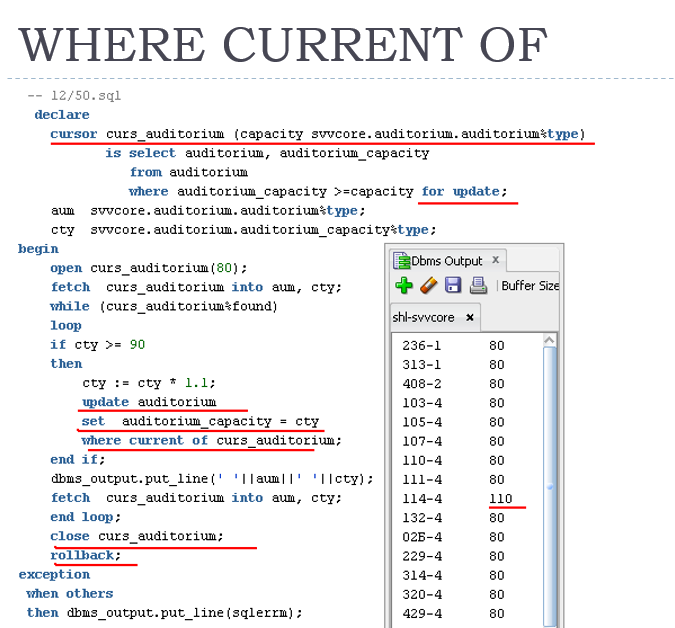 WHERE CURRENT OF
-- 12/50.sql
declare
cursor curs_auditorium (capacity svvcore.auditorium.auditorium%type)
is select auditorium, auditorium_capacity
from auditorium
where auditorium_capacity >=capacity for update;
aum svvcore.auditorium.auditorium%type;
cty svvcore.auditorium.auditorium_capacity%type;
begin
open curs_auditorium(80);
fetch curs_auditorium into aum, cty;
while (curs_auditorium%found)
loop
if cty >= 90
then
cty := cty * 1.1;
update auditorium
set auditorium_capacity = cty
where current of curs_auditorium;
end if;
dbms_output.put_line(' '||aum||' '||cty);
fetch curs_auditorium into aum, cty;
end loop;
close curs_auditorium;
rollback;
exception
when others
then dbms_output.put_line(sqlerrm);
Dbms Output x
Buffer Size
shl-svvcore x
236-1 80
313-1 80
408-2 80
103-4 80
105-4 80
107-4 80
110-4 80
111-4 80
114-4 110
132-4 80
02Б-4 80
229-4 80
314-4 80
320-4 80
429-4 80